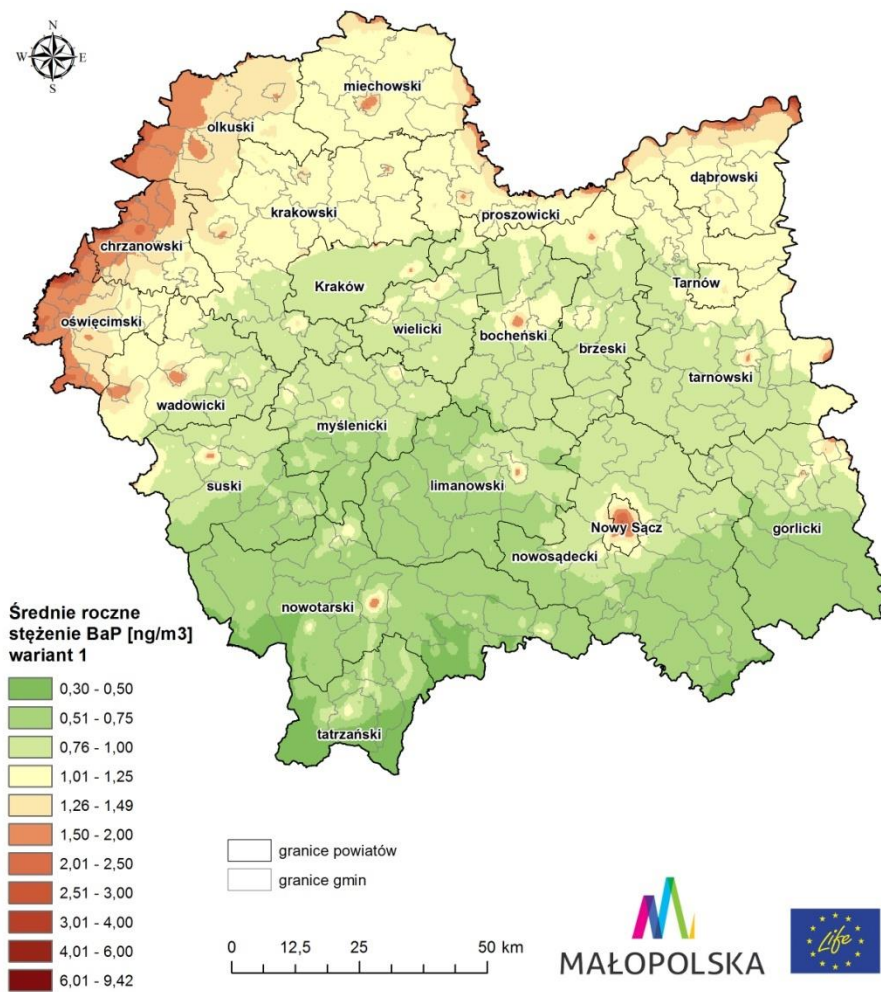 N
W E
S
miechowski
olkuski
dąbrowski
krakowski
proszowicki
chrzanowski
Kraków
Tarnów
oświęcimski
wielicki
bocheński
brzeski
tarnowski
wadowicki
myślenicki
suski
limanowski
Nowy Sącz
gorlicki
nowosądecki
nowotarski
tatrzański
Średnie roczne
stężenie BaP [ng/m3]
wariant 1
0,30 - 0,50
0,51 - 0,75
0,76 - 1,00
1,01 - 1,25
1,26 - 1,49
1,50 - 2,00
2,01 - 2,50
2,51 - 3,00
3,01 - 4,00
4,01 - 6,00
6,01 - 9,42
granice powiatów
granice gmin
0 12,5 25 50 km
MAŁOPOLSKA
Life